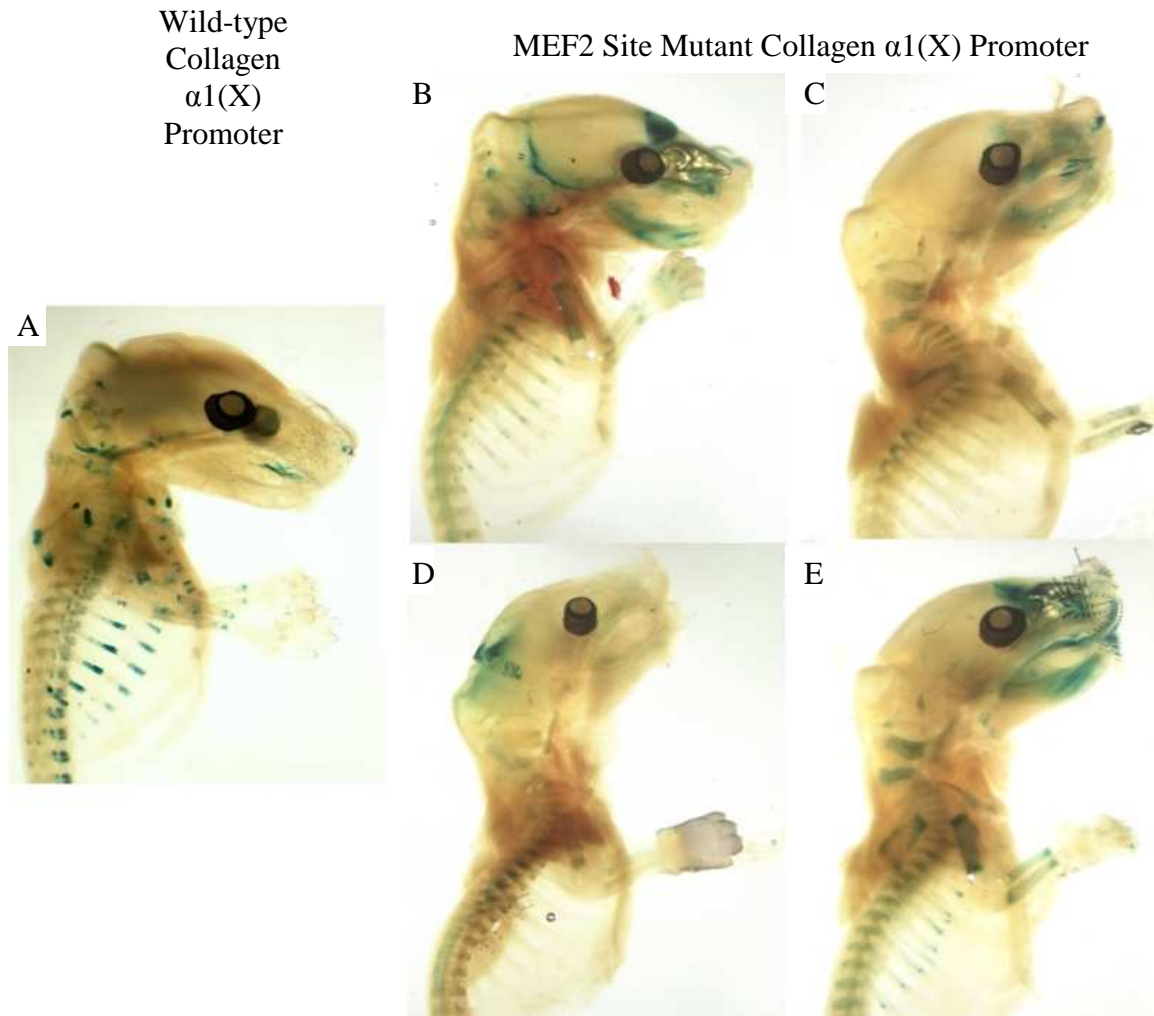 Wild-type
Collagen
α1(X)
Promoter
MEF2 Site Mutant Collagen α1(X) Promoter
B
C
A
D
E